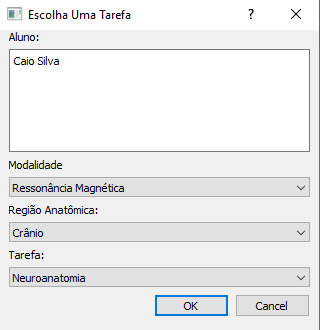 Escolha Uma Tarefa
Aluno:
Caio Silva
Modalidade
Ressonância Magnética
Região Anatômica:
Crânio
Tarefa:
Neuroanatomia
OK Cancel